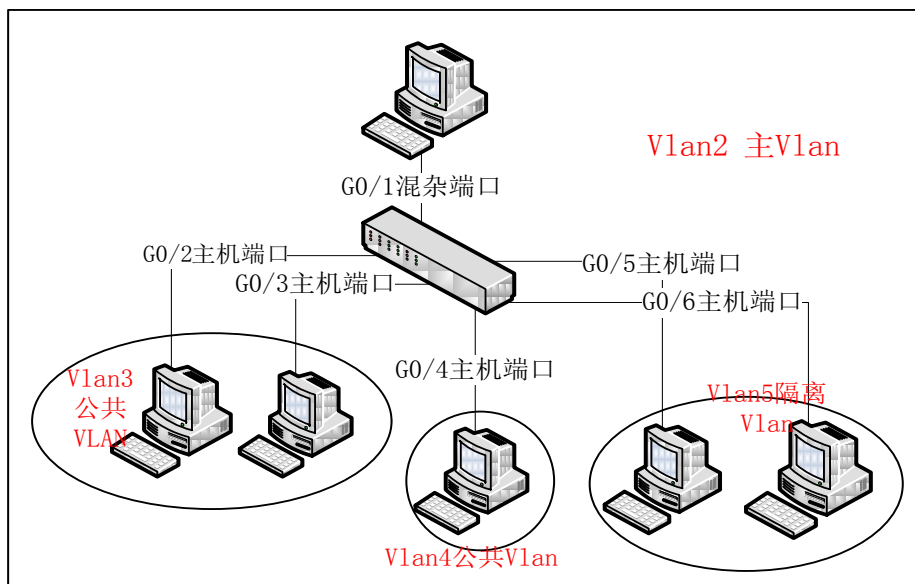 Vlan2 主Vlan
G0/1混杂端口
G0/2主机端口
G0/3主机端口
G0/5主机端口
G0/6主机端口
G0/4主机端口
Vlan3
公共
VLAN
Vlan5隔离
Vlan
Vlan4公共Vlan